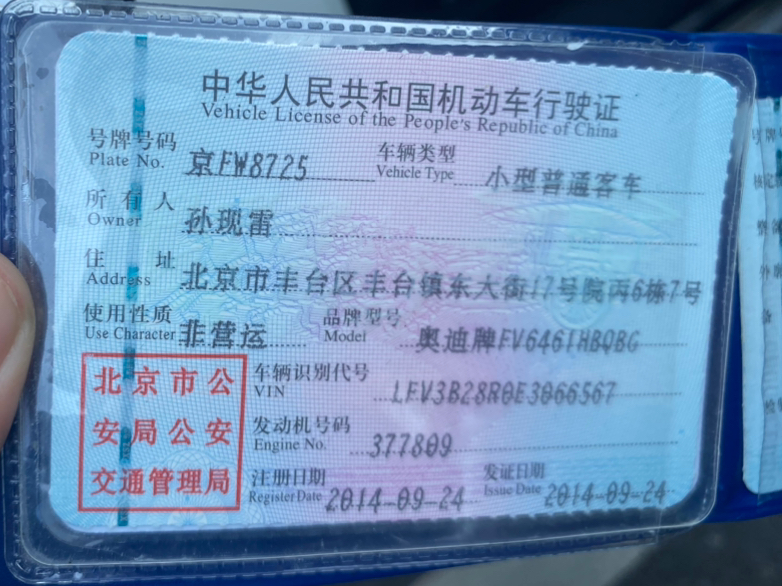 中华人民共和国机动车行驶证
Vehicle License of the People's Republic of China
号牌号码 京FW8725 车辆类型 小型普通客车
Plate No. Vehicle Type
所有人 孙现雷
Owner
住址 北京市丰台区丰台镇东大街17号院丙6栋7号
Address
使用性质 非营运 品牌型号 奥迪牌FV6461HBQBG
Use Character Model
北京市公
安局公安
交通管理局
车辆识别代号 LFV3B28R0E3066567
VIN
发动机号码 377809
Engine No.
注册日期 2014-09-24 发证日期 2014-09-24
Register Date Issue Date